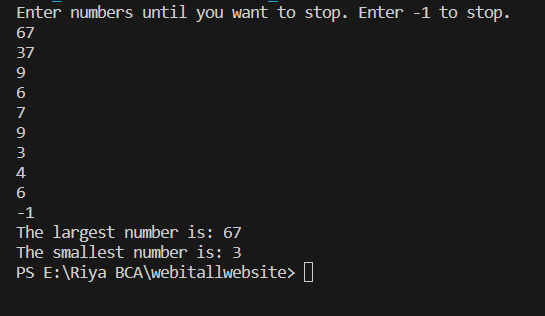 Enter numbers until you want to stop. Enter -1 to stop.
67
37
9
6
7
9
3
4
6
-1
The largest number is: 67
The smallest number is: 3
PS E:\Riya BCA\webitallwebsite>